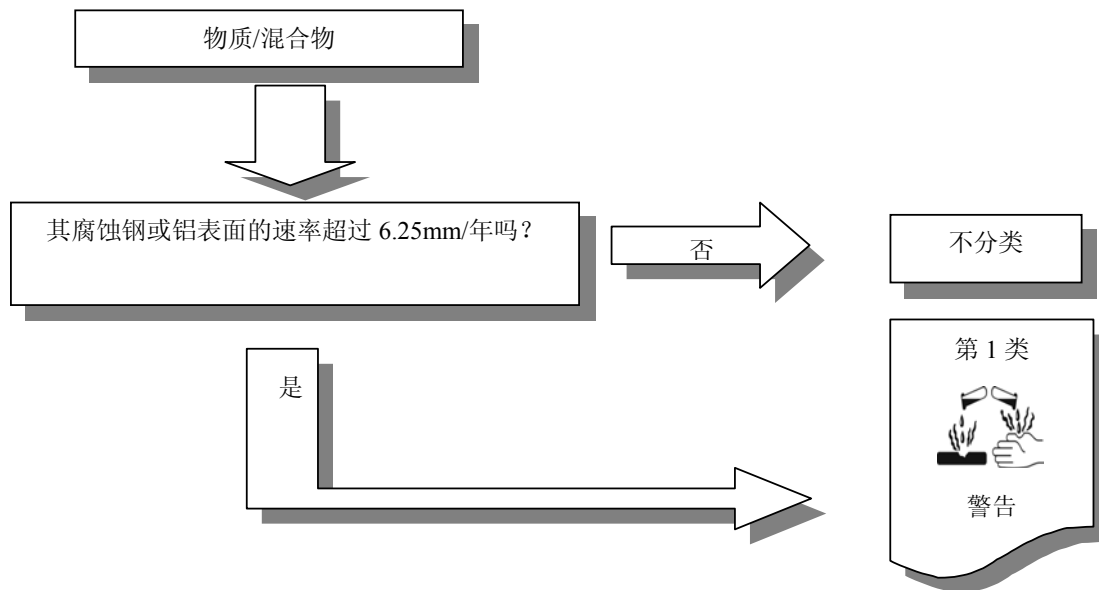 物质/混合物
其腐蚀钢或铝表面的速率超过 6.25mm/年吗?
否
不分类
是
第 1 类
警告